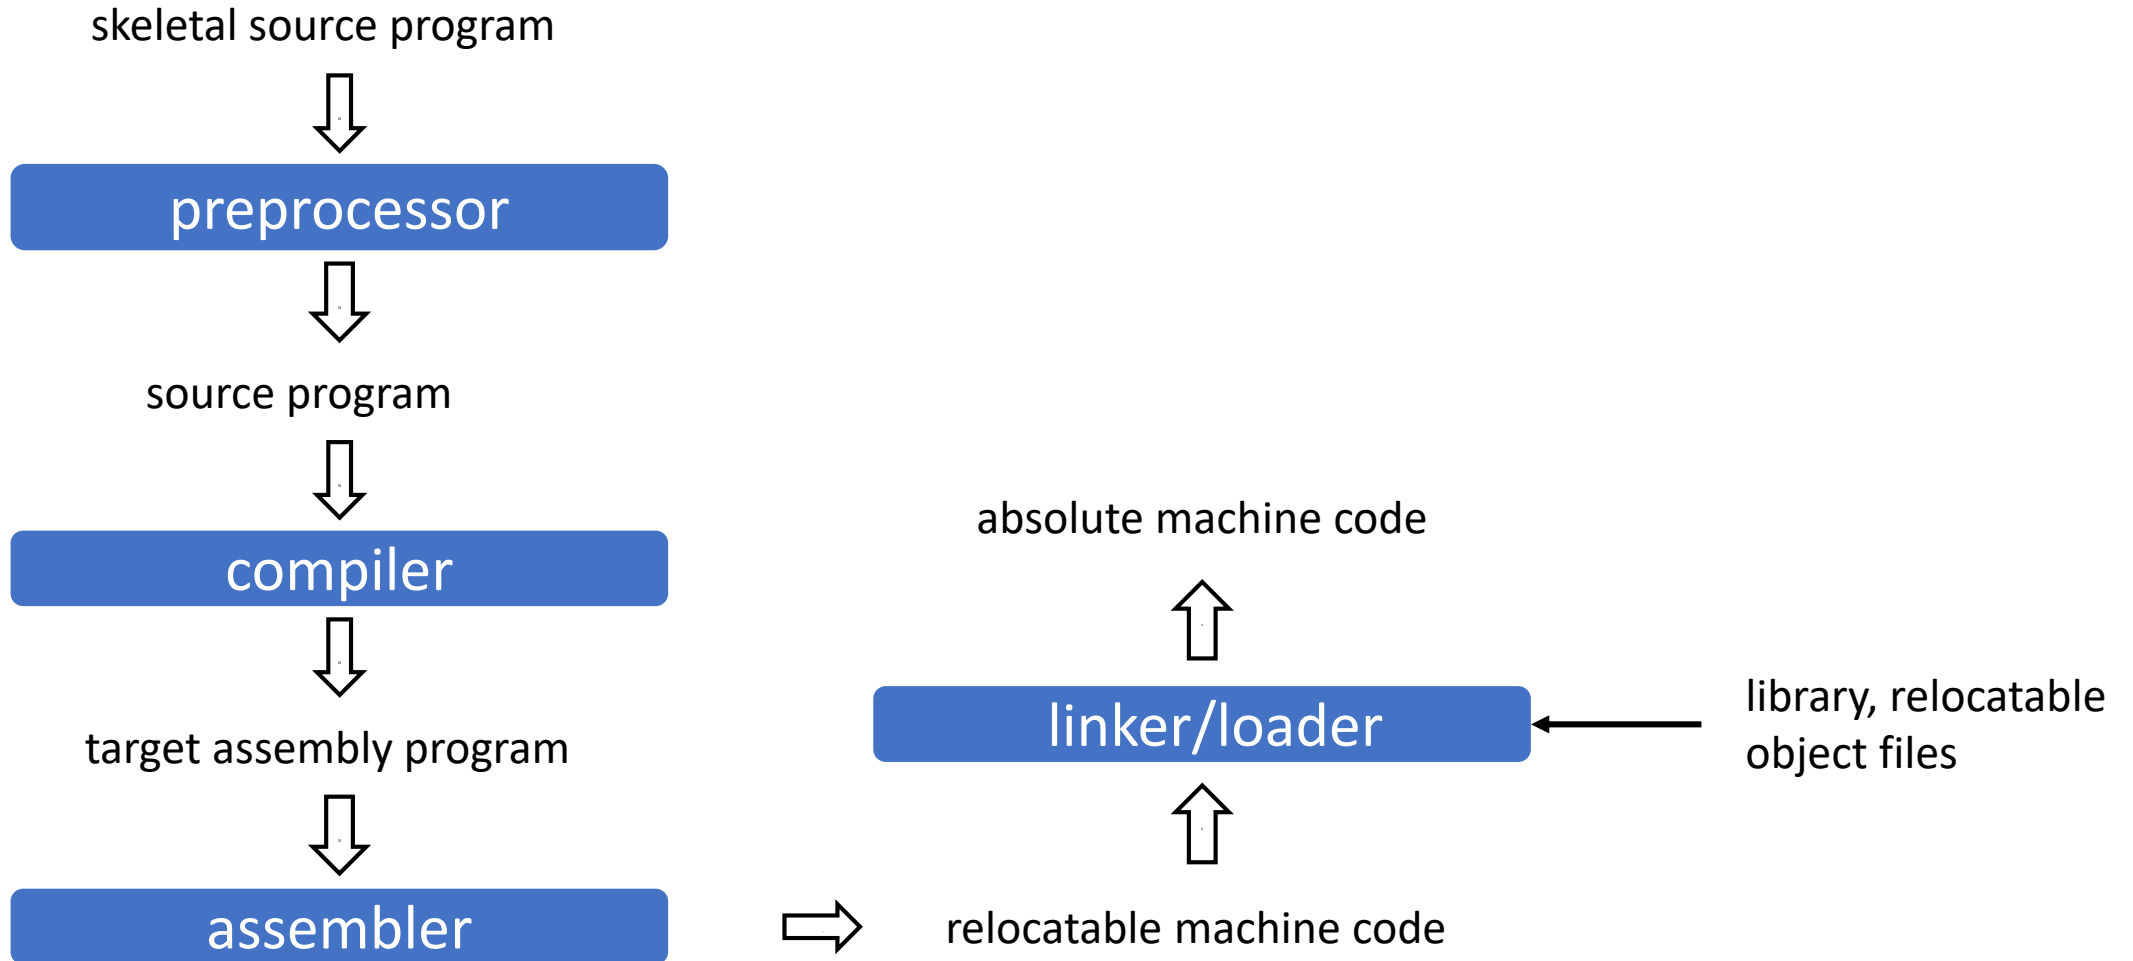 skeletal source program
preprocessor
source program
compiler
target assembly program
assembler
relocatable machine code
linker/loader
library, relocatable
object files
absolute machine code